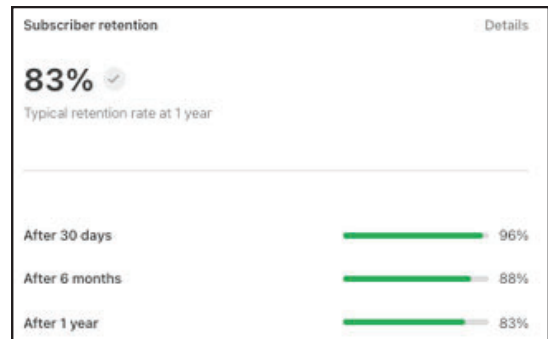 Subscriber retention Details
83%
Typical retention rate at 1 year
After 30 days 96%
After 6 months 88%
After 1 year 83%